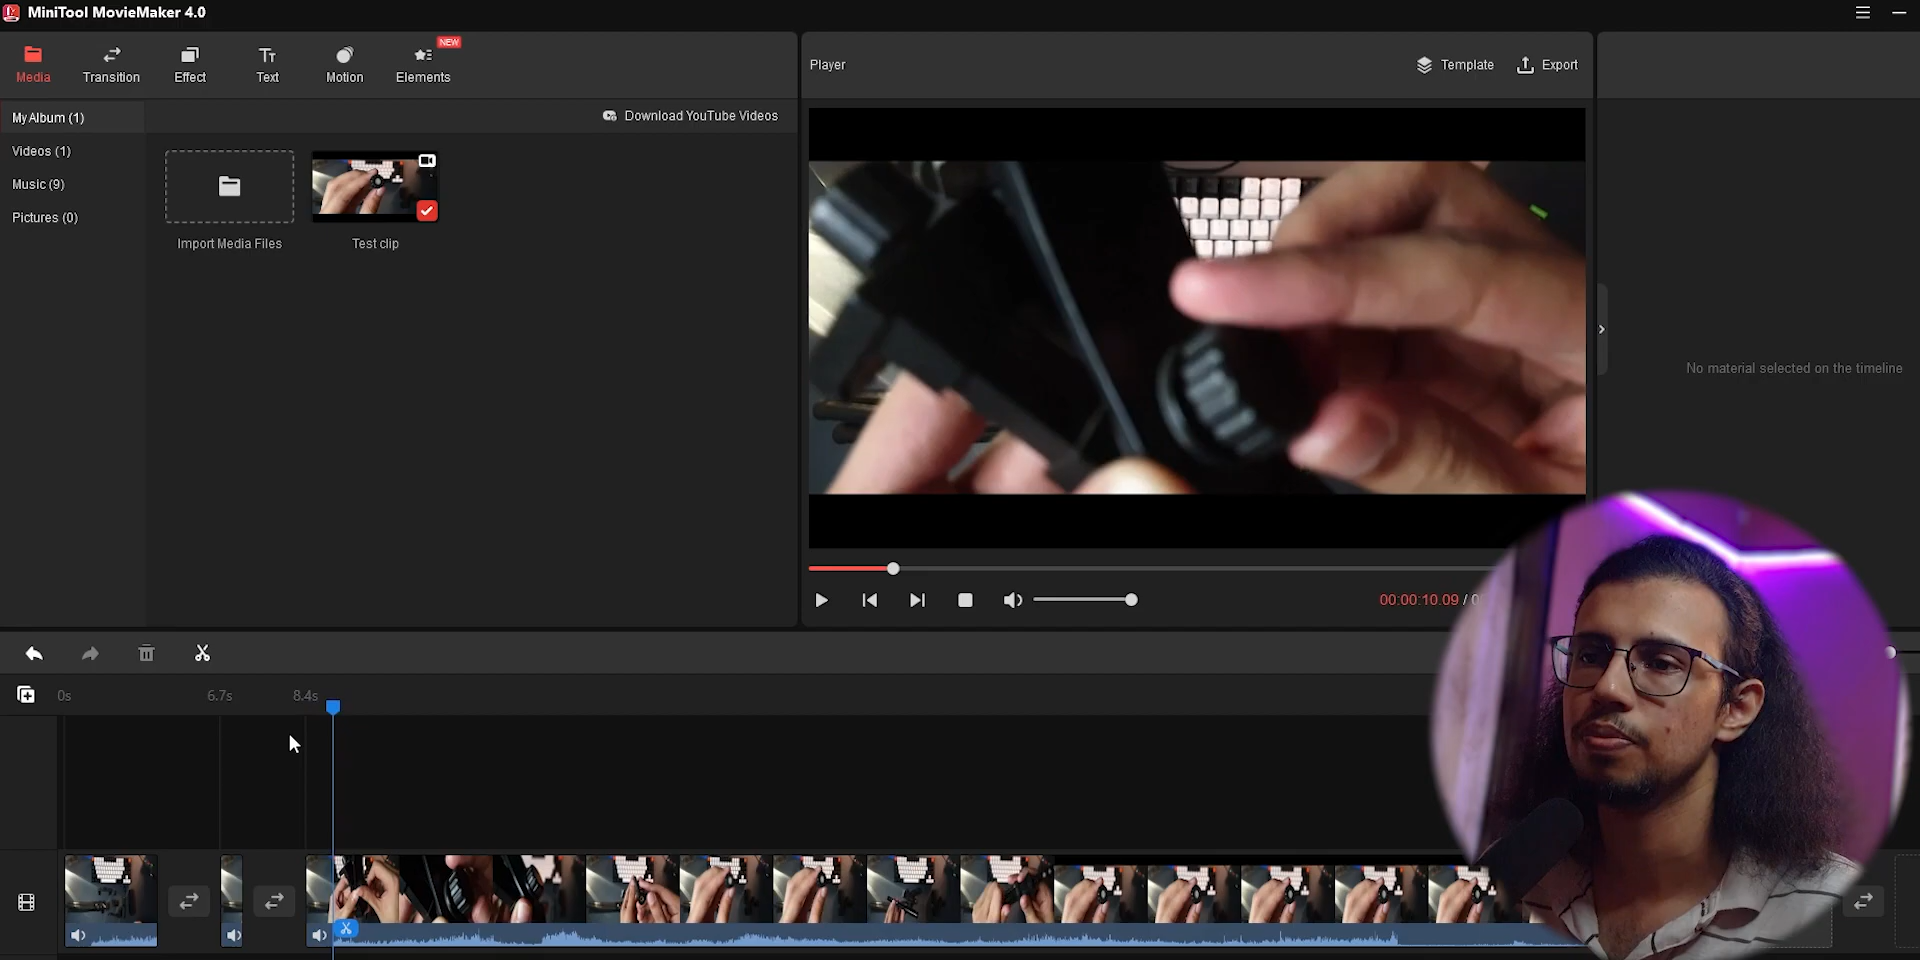 MiniTool MovieMaker 4.0
Media
Transition
Effect
Text
Motion
NEW
Elements
Player
Template
Export
My Album (1)
Download YouTube Videos
Videos (1)
Music (9)
Pictures (0)
Import Media Files
Test clip
No material selected on the timeline
00:00:10.09 /
0s
6.7s
8.4s